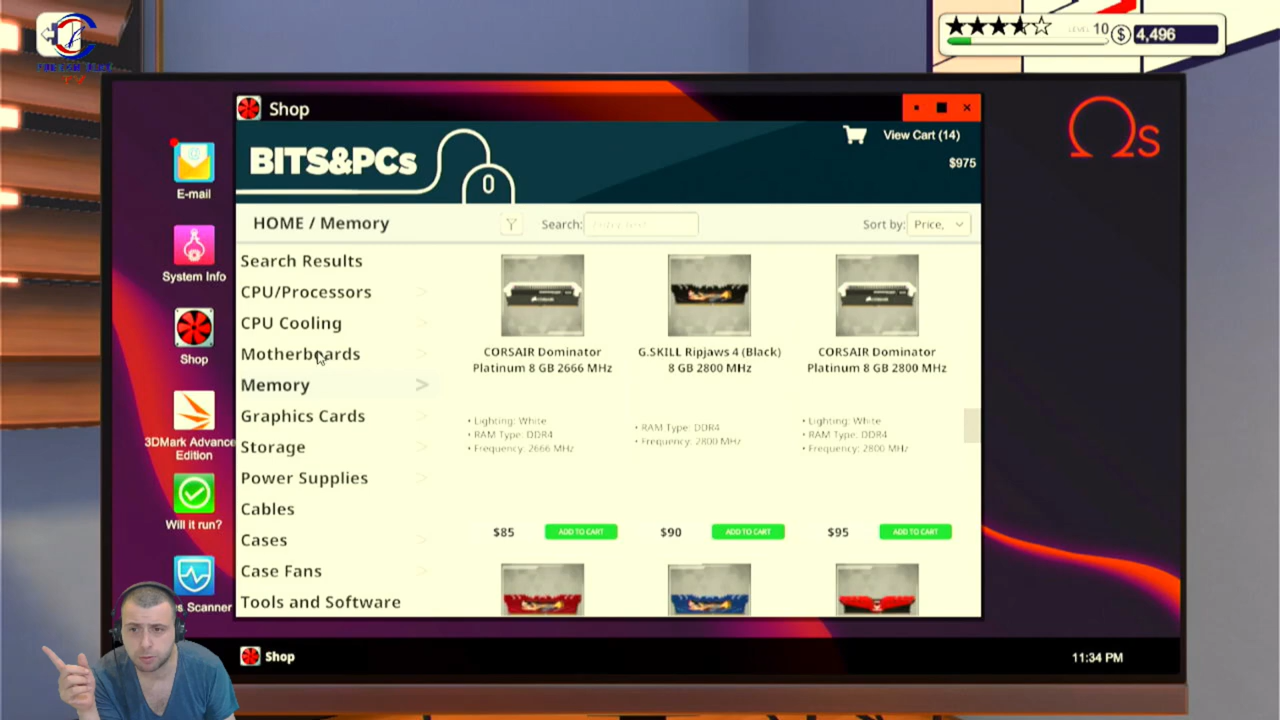 LEVEL 10
$ 4,496
Shop
BITS&PCs
View Cart (14)
$975
HOME / Memory
Search:
Sort by: Price,
E-mail
System Info
Shop
3DMark Advance
Edition
Will it run?
s Scanner
Search Results
CPU/Processors >
CPU Cooling >
Motherboards >
Memory >
Graphics Cards >
Storage >
Power Supplies >
Cables
Cases >
Case Fans >
Tools and Software
CORSAIR Dominator
Platinum 8 GB 2666 MHz
• Lighting: White
• RAM Type: DDR4
• Frequency: 2666 MHz
$85 ADD TO CART
G.SKILL Ripjaws 4 (Black)
8 GB 2800 MHz
• RAM Type: DDR4
• Frequency: 2800 MHz
$90 ADD TO CART
CORSAIR Dominator
Platinum 8 GB 2800 MHz
• Lighting: White
• RAM Type: DDR4
• Frequency: 2800 MHz
$95 ADD TO CART
Ωs
Shop
11:34 PM